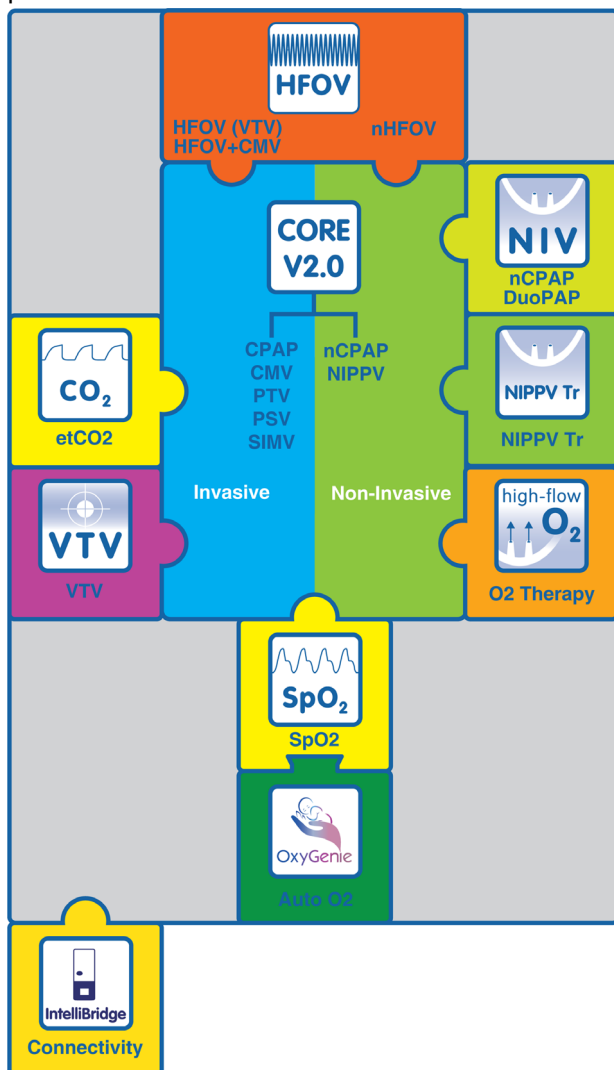 HFOV
HFOV (VTV)
HFOV+CMV
nHFOV
CORE
V2.0
CPAP
CMV
PTV
PSV
SIMV
nCPAP
NIPPV
Invasive
Non-Invasive
NIV
nCPAP
DuoPAP
CO2
etCO2
NIPPV Tr
NIPPV Tr
VTV
VTV
high-flow
O2
O2 Therapy
SpO2
SpO2
OxyGenie
Auto O2
IntelliBridge
Connectivity